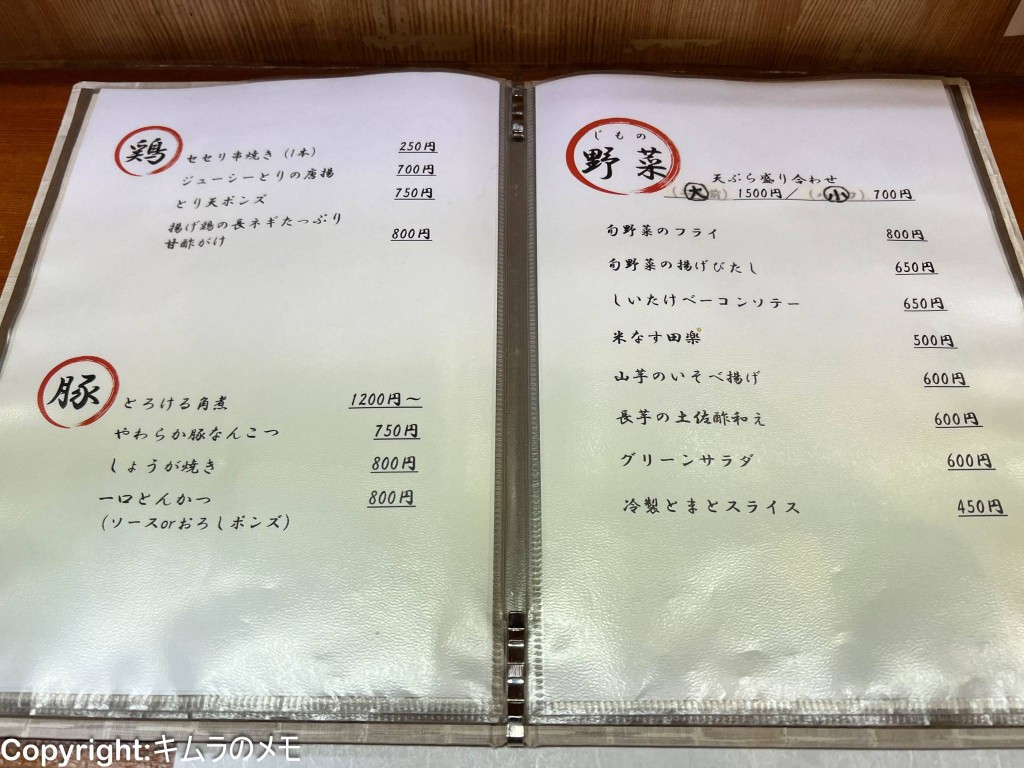 鶏
セセリ串焼き（1本） 250円
ジューシーとりの唐揚 700円
とり天ポンズ 750円
揚げ鶏の長ネギたっぷり
甘酢がけ 800円
豚
とろける角煮 1200円～
やわらか豚なんこつ 750円
しょうが焼き 800円
一口とんかつ 800円
（ソースorおろしポンズ）
じもの
野菜
天ぷら盛り合わせ
大 1500円／ 小 700円
旬野菜のフライ 800円
旬野菜の揚げびたし 650円
しいたけベーコンソテー 650円
米なす田楽 500円
山芋のいそべ揚げ 600円
長芋の土佐酢和え 600円
グリーンサラダ 600円
冷製とまとスライス 450円
Copyright:キムラのメモ